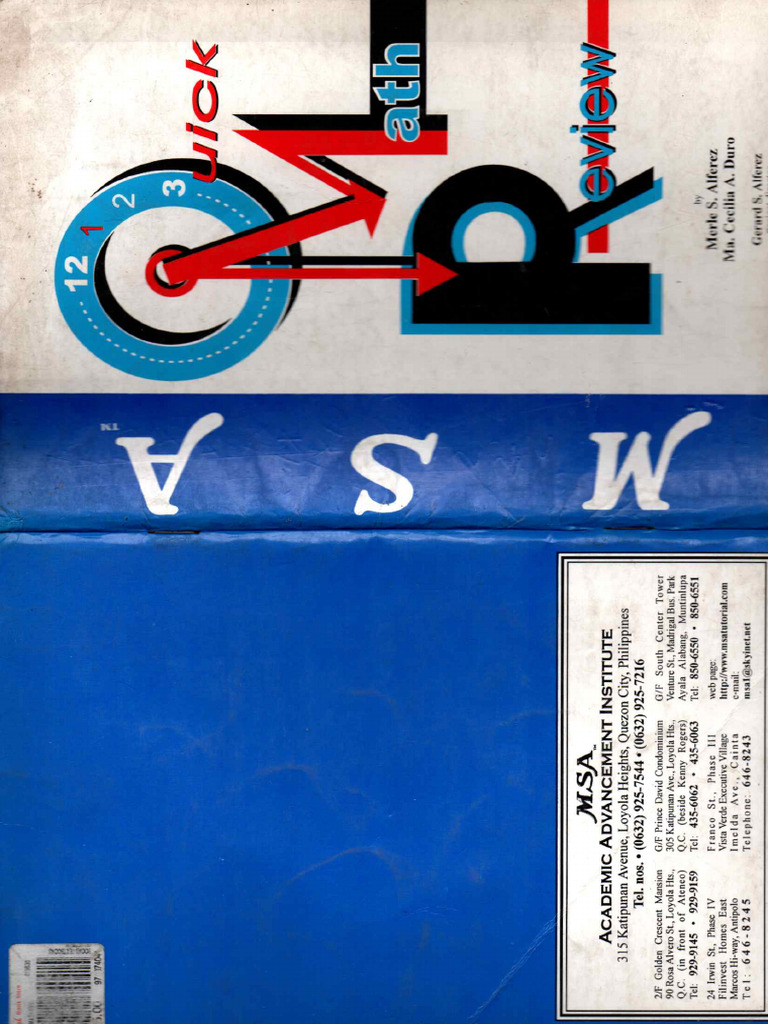 Quick
Math
Review
12
1
2
3
by
Merle S. Alferez
Ma. Cecilia A. Duro
Gerard S. Alferez
MSA
TM
MSA
ACADEMIC ADVANCEMENT INSTITUTE
315 Katipunan Avenue, Loyola Heights, Quezon City, Philippines
Tel. nos. • (0632) 925-7544 • (0632) 925-7216
2/F Golden Crescent Mansion
90 Rosa Alvero St., Loyola Hts.,
Q.C. (in front of Ateneo)
Tel: 929-9145 • 929-9159
G/F Prince David Condominium
305 Katipunan Ave., Loyola Hts.,
Q.C. (beside Kenny Rogers)
Tel: 435-6062 • 435-6063
G/F South Center Tower
Venture St., Madrigal Bus. Park
Ayala Alabang, Muntinlupa
Tel: 850-6550 • 850-6551
24 Irwin St., Phase IV
Filinvest Homes East
Marcos Hi-way, Antipolo
Tel: 646-8245
Franco St., Phase III
Vista Verde Executive Village
Imelda Ave., Cainta
Telephone: 646-8243
web page:
http://www.msatutorial.com
e-mail:
msa1@skyinet.net